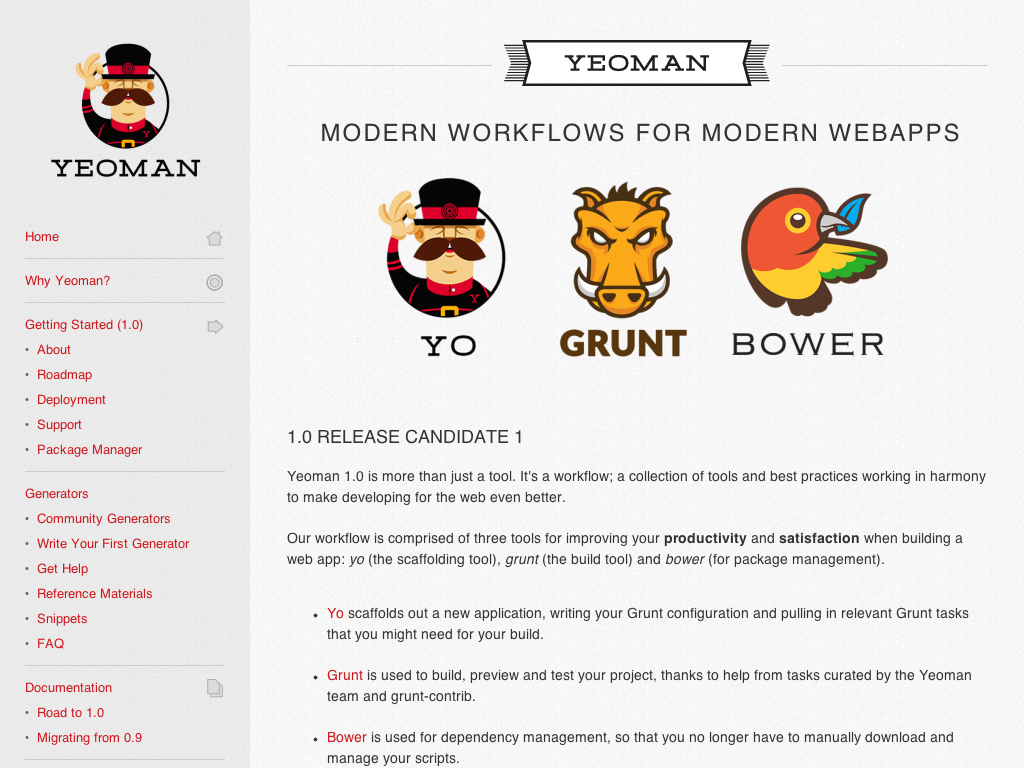 YEOMAN
Home
Why Yeoman?
Getting Started (1.0)
• About
• Roadmap
• Deployment
• Support
• Package Manager
Generators
• Community Generators
• Write Your First Generator
• Get Help
• Reference Materials
• Snippets
• FAQ
Documentation
• Road to 1.0
• Migrating from 0.9
YEOMAN
MODERN WORKFLOWS FOR MODERN WEBAPPS
YO GRUNT BOWER
1.0 RELEASE CANDIDATE 1
Yeoman 1.0 is more than just a tool. It's a workflow; a collection of tools and best practices working in harmony
to make developing for the web even better.
Our workflow is comprised of three tools for improving your productivity and satisfaction when building a
web app: yo (the scaffolding tool), grunt (the build tool) and bower (for package management).
• Yo scaffolds out a new application, writing your Grunt configuration and pulling in relevant Grunt tasks
that you might need for your build.
• Grunt is used to build, preview and test your project, thanks to help from tasks curated by the Yeoman
team and grunt-contrib.
• Bower is used for dependency management, so that you no longer have to manually download and
manage your scripts.